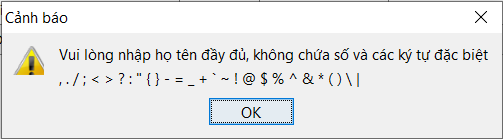 Cảnh báo
Vui lòng nhập họ tên đầy đủ, không chứa số và các ký tự đặc biệt
, . / ; < > ? : " { } - = _ + ` ~ ! @ $ % ^ & * ( ) \ |
OK